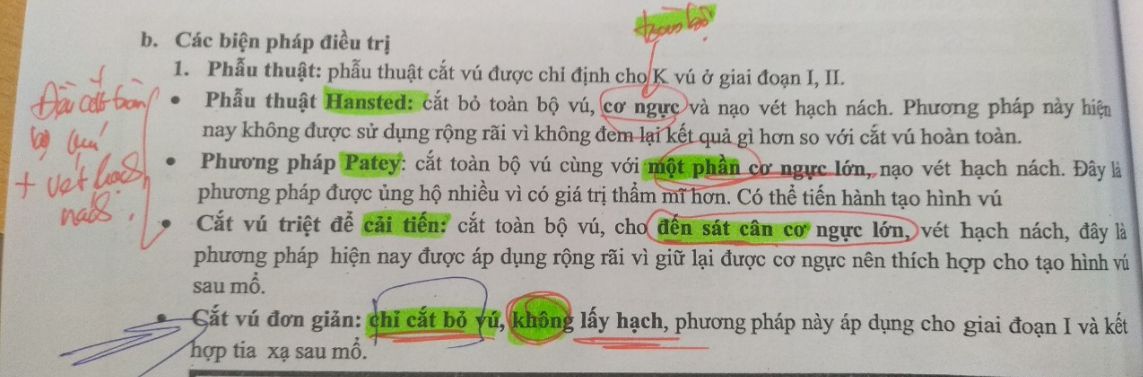 toàn bộ
b. Các biện pháp điều trị
1. Phẫu thuật: phẫu thuật cắt vú được chỉ định cho K vú ở giai đoạn I, II.
Đều cắt toàn
bộ vú
+ vét hạch
nách.
• Phẫu thuật Hansted: cắt bỏ toàn bộ vú, cơ ngực và nạo vét hạch nách. Phương pháp này hiện
nay không được sử dụng rộng rãi vì không đem lại kết quả gì hơn so với cắt vú hoàn toàn.
• Phương pháp Patey: cắt toàn bộ vú cùng với một phần cơ ngực lớn, nạo vét hạch nách. Đây là
phương pháp được ủng hộ nhiều vì có giá trị thẩm mĩ hơn. Có thể tiến hành tạo hình vú
• Cắt vú triệt để cải tiến: cắt toàn bộ vú, cho đến sát cân cơ ngực lớn, vét hạch nách, đây là
phương pháp hiện nay được áp dụng rộng rãi vì giữ lại được cơ ngực nên thích hợp cho tạo hình vú
sau mổ.
• Cắt vú đơn giản: chỉ cắt bỏ vú, không lấy hạch, phương pháp này áp dụng cho giai đoạn I và kết
hợp tia xạ sau mổ.